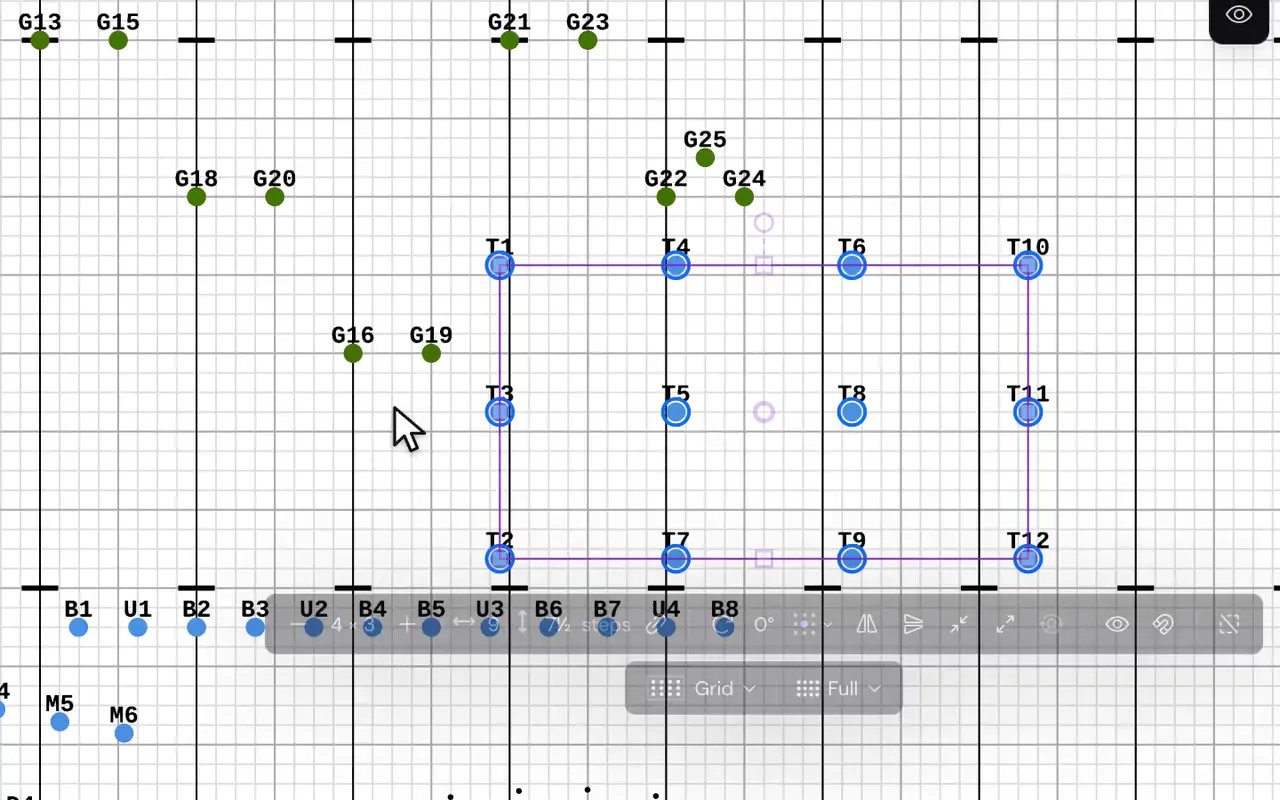 G13 G15 G21 G23
G25
G18 G20 G22 G24
T1 T4 T6 T10
G16 G19
T3 T5 T8 T11
T2 T7 T9 T12
B1 U1 B2 B3 U2 B4 B5 U3 B6 B7 U4 B8
4 × 3 9 7½ steps 0°
4 M5 M6
Grid Full